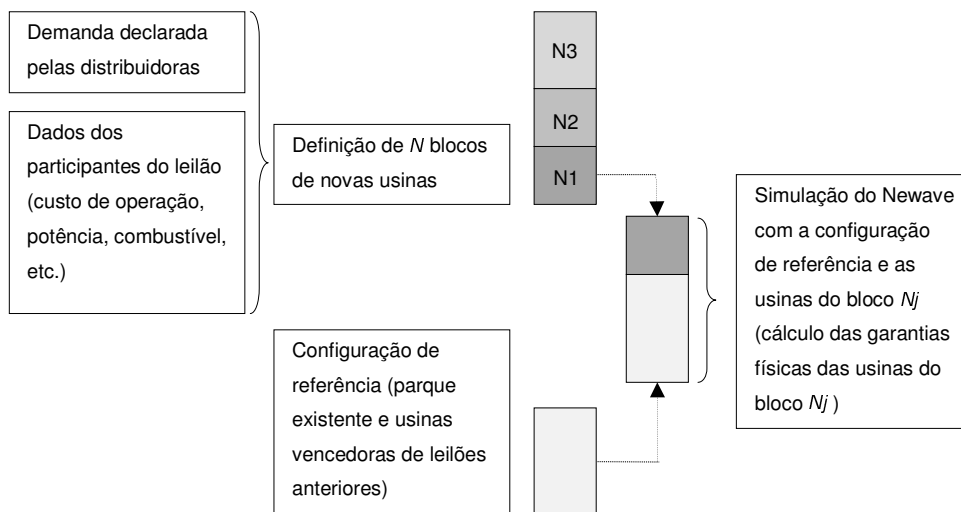 Demanda declarada
pelas distribuidoras
Dados dos
participantes do leilão
(custo de operação,
potência, combustível,
etc.)
Definição de N blocos
de novas usinas
N3
N2
N1
Configuração de
referência (parque
existente e usinas
vencedoras de leilões
anteriores)
Simulação do Newave
com a configuração
de referência e as
usinas do bloco Nj
(cálculo das garantias
físicas das usinas do
bloco Nj )